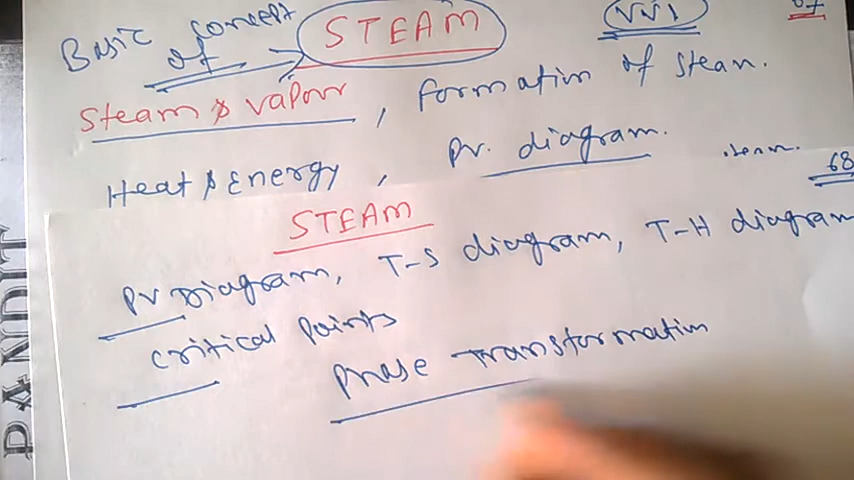 Basic concept of STEAM VVI
Steam & vapour, formation of Steam.
Heat & Energy, Pv. diagram.
68
STEAM
PV Diagram, T-S diagram, T-H diagram
critical points
Phase Transformation
PANDIT